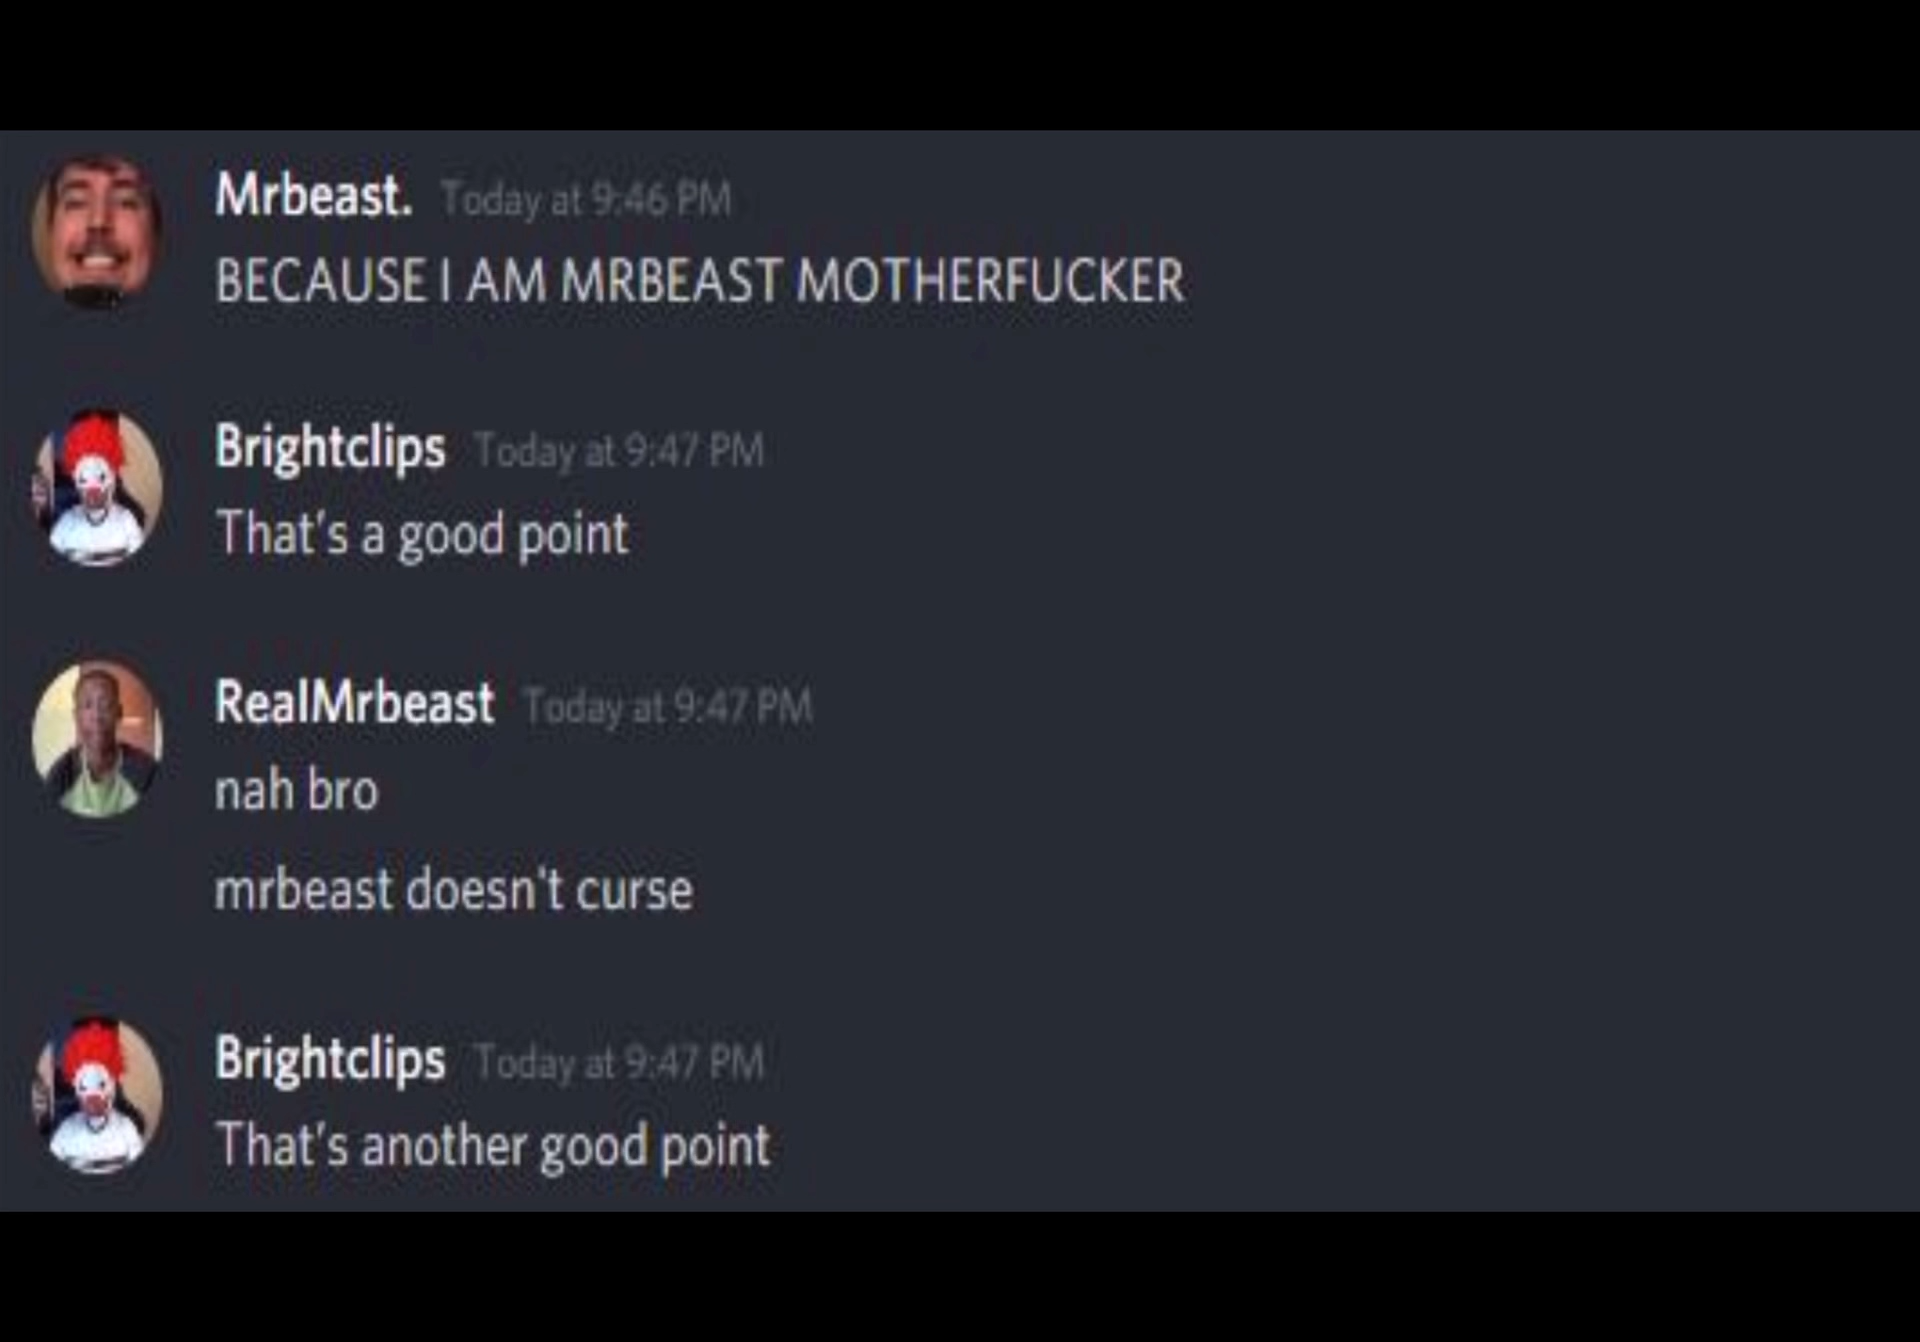 Mrbeast. Today at 9:46 PM
BECAUSE I AM MRBEAST MOTHERFUCKER
Brightclips Today at 9:47 PM
That's a good point
RealMrbeast Today at 9:47 PM
nah bro
mrbeast doesn't curse
Brightclips Today at 9:47 PM
That's another good point